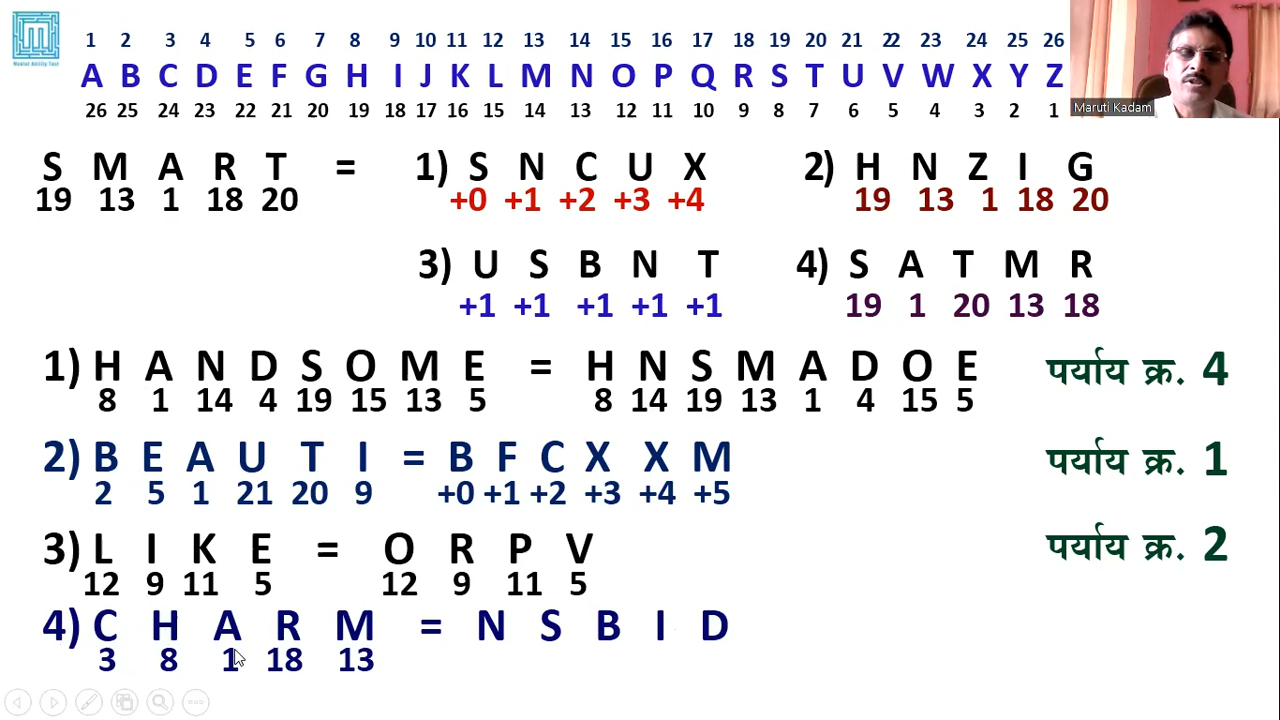 1 2 3 4 5 6 7 8 9 10 11 12 13 14 15 16 17 18 19 20 21 22 23 24 25 26
A B C D E F G H I J K L M N O P Q R S T U V W X Y Z
26 25 24 23 22 21 20 19 18 17 16 15 14 13 12 11 10 9 8 7 6 5 4 3 2 1
Mental Ability Test
Maruti Kadam
S M A R T = 1) S N C U X 2) H N Z I G
19 13 1 18 20 +0 +1 +2 +3 +4 19 13 1 18 20
3) U S B N T 4) S A T M R
+1 +1 +1 +1 +1 19 1 20 13 18
1) H A N D S O M E = H N S M A D O E पर्याय क्र. 4
8 1 14 4 19 15 13 5 8 14 19 13 1 4 15 5
2) B E A U T I = B F C X X M पर्याय क्र. 1
2 5 1 21 20 9 +0 +1 +2 +3 +4 +5
3) L I K E = O R P V पर्याय क्र. 2
12 9 11 5 12 9 11 5
4) C H A R M = N S B I D
3 8 1 18 13